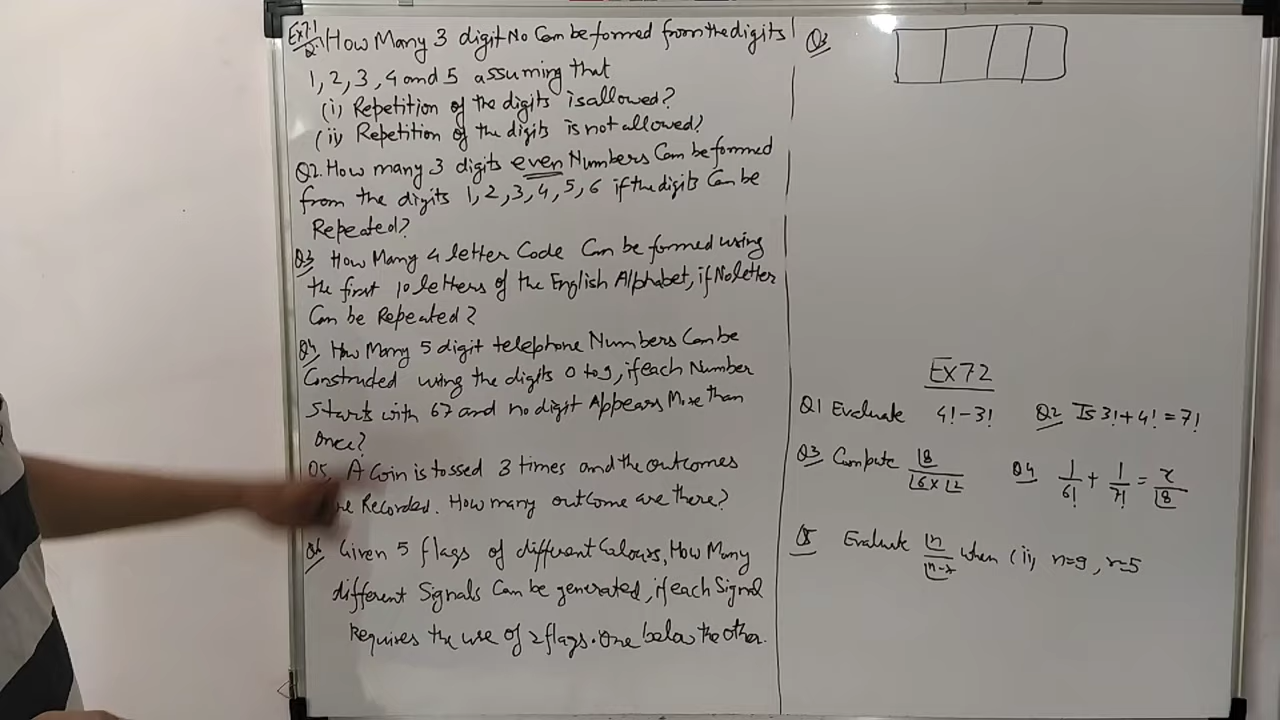 Ex7.1
Q.1 How Many 3 digit No Can be formed from the digits
1, 2, 3, 4 and 5 assuming that
(i) Repetition of the digits is allowed?
(ii) Repetition of the digits is not allowed?
Q2. How many 3 digits even Numbers Can be formed
from the digits 1, 2, 3, 4, 5, 6 if the digits Can be
Repeated?
Q3 How Many 4 letter Code Can be formed using
the first 10 letters of the English Alphabet, if No letter
Can be Repeated?
Q4 How Many 5 digit telephone Numbers Can be
Constructed using the digits 0 to 9, if each Number
Starts with 67 and no digit Appears More than
once?
Q5. A Coin is tossed 3 times and the outcomes
re Recorded. How many outcome are there?
Q6 Given 5 flags of different Colours, How Many
different Signals Can be generated, if each Signal
Requires the use of 2 flags. One below the other.
Q3
Ex 7.2
Q1 Evaluate 4! - 3! Q2 Is 3! + 4! = 7!
Q3 Compute ⌊8 / ⌊6 × ⌊2 Q4 1/6! + 1/7! = x/⌊8
Q5 Evaluate ⌊n / ⌊n-r when (ii) n=9, r=5